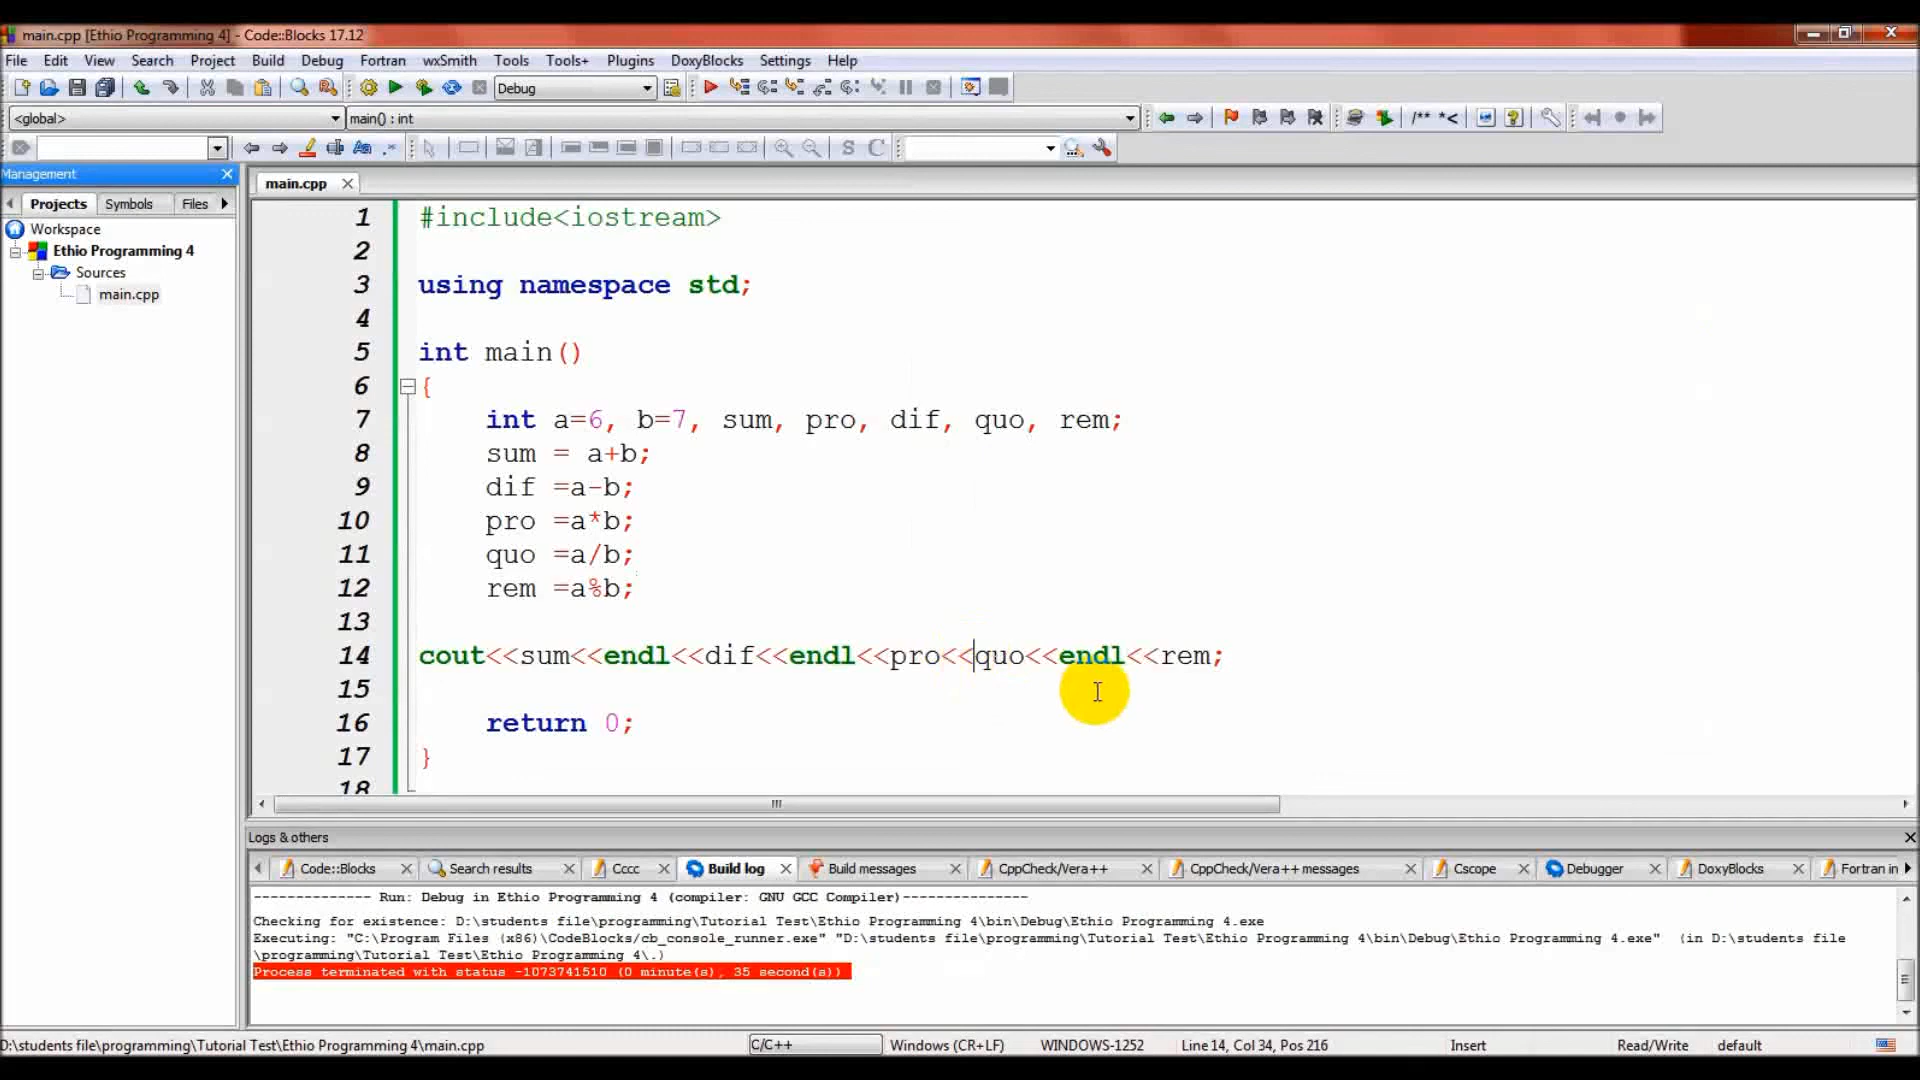 main.cpp [Ethio Programming 4] - Code::Blocks 17.12
File Edit View Search Project Build Debug Fortran wxSmith Tools Tools+ Plugins DoxyBlocks Settings Help
Debug
<global> main() : int
/** *<
S C
Management
main.cpp
Projects Symbols Files
Workspace
Ethio Programming 4
Sources
main.cpp
1 #include<iostream>
2
3 using namespace std;
4
5 int main()
6 {
7 int a=6, b=7, sum, pro, dif, quo, rem;
8 sum = a+b;
9 dif =a-b;
10 pro =a*b;
11 quo =a/b;
12 rem =a%b;
13
14 cout<<sum<<endl<<dif<<endl<<pro<<quo<<endl<<rem;
15
16 return 0;
17 }
18
Logs & others
Code::Blocks Search results Cccc Build log Build messages CppCheck/Vera++ CppCheck/Vera++ messages Cscope Debugger DoxyBlocks Fortran in
-------------- Run: Debug in Ethio Programming 4 (compiler: GNU GCC Compiler)---------------
Checking for existence: D:\students file\programming\Tutorial Test\Ethio Programming 4\bin\Debug\Ethio Programming 4.exe
Executing: "C:\Program Files (x86)\CodeBlocks/cb_console_runner.exe" "D:\students file\programming\Tutorial Test\Ethio Programming 4\bin\Debug\Ethio Programming 4.exe" (in D:\students file
\programming\Tutorial Test\Ethio Programming 4\.)
Process terminated with status -1073741510 (0 minute(s), 35 second(s))
D:\students file\programming\Tutorial Test\Ethio Programming 4\main.cpp C/C++ Windows (CR+LF) WINDOWS-1252 Line 14, Col 34, Pos 216 Insert Read/Write default